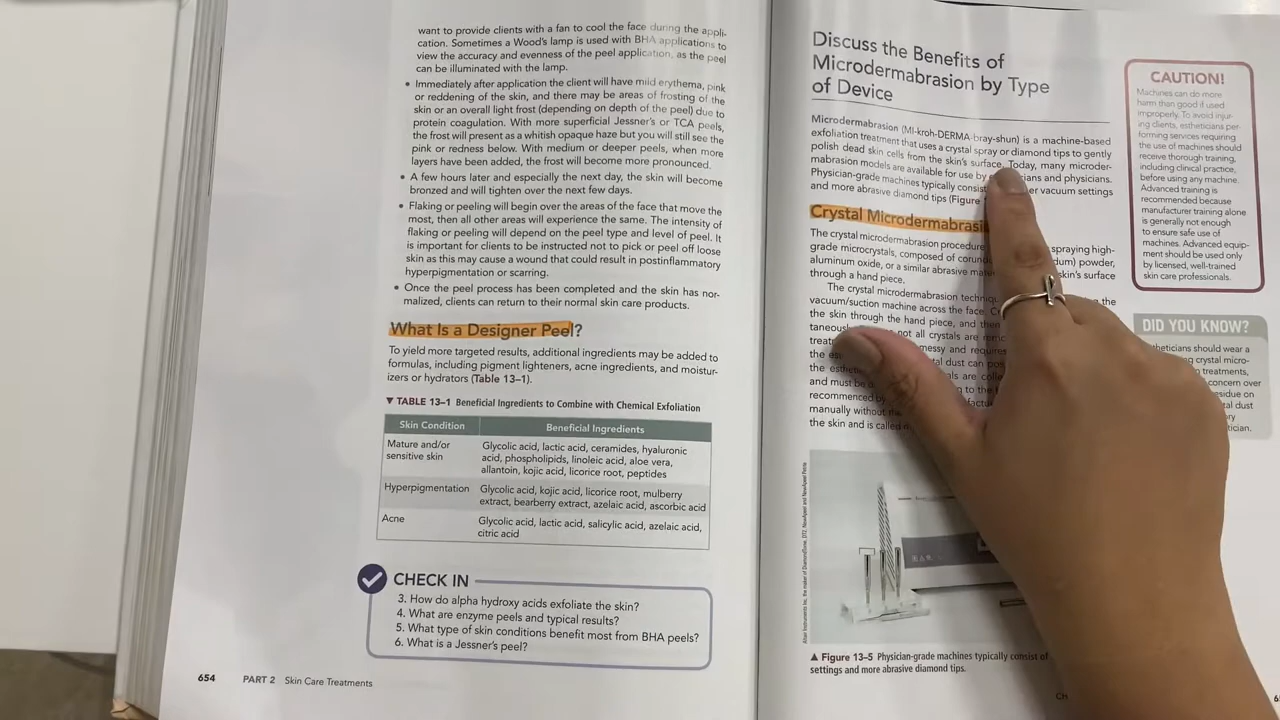 want to provide clients with a fan to cool the face during the appli-
cation. Sometimes a Wood's lamp is used with BHA applications to
view the accuracy and evenness of the peel application, as the peel
can be illuminated with the lamp.
• Immediately after application the client will have mild erythema, pink
or reddening of the skin, and there may be areas of frosting of the
skin or an overall light frost (depending on depth of the peel) due to
protein coagulation. With more superficial Jessner's or TCA peels,
the frost will present as a whitish opaque haze but you will still see the
pink or redness below. With medium or deeper peels, when more
layers have been added, the frost will become more pronounced.
• A few hours later and especially the next day, the skin will become
bronzed and will tighten over the next few days.
• Flaking or peeling will begin over the areas of the face that move the
most, then all other areas will experience the same. The intensity of
flaking or peeling will depend on the peel type and level of peel. It
is important for clients to be instructed not to pick or peel off loose
skin as this may cause a wound that could result in postinflammatory
hyperpigmentation or scarring.
• Once the peel process has been completed and the skin has nor-
malized, clients can return to their normal skin care products.
What Is a Designer Peel?
To yield more targeted results, additional ingredients may be added to
formulas, including pigment lighteners, acne ingredients, and moistur-
izers or hydrators (Table 13–1).
▼ TABLE 13–1 Beneficial Ingredients to Combine with Chemical Exfoliation
Skin Condition Beneficial Ingredients
Mature and/or
sensitive skin
Glycolic acid, lactic acid, ceramides, hyaluronic
acid, phospholipids, linoleic acid, aloe vera,
allantoin, kojic acid, licorice root, peptides
Hyperpigmentation
Glycolic acid, kojic acid, licorice root, mulberry
extract, bearberry extract, azelaic acid, ascorbic acid
Acne
Glycolic acid, lactic acid, salicylic acid, azelaic acid,
citric acid
CHECK IN
3. How do alpha hydroxy acids exfoliate the skin?
4. What are enzyme peels and typical results?
5. What type of skin conditions benefit most from BHA peels?
6. What is a Jessner's peel?
654 PART 2 Skin Care Treatments
Discuss the Benefits of
Microdermabrasion by Type
of Device
Microdermabrasion (MI-kroh-DERMA-bray-shun) is a machine-based
exfoliation treatment that uses a crystal spray or diamond tips to gently
polish dead skin cells from the skin's surface. Today, many microder-
mabrasion models are available for use by and physicians.
Physician-grade machines typically consist vacuum settings
and more abrasive diamond tips (Figure
Crystal
The crystal microdermabrasion procedure spraying high-
grade microcrystals, composed of powder,
aluminum oxide, or a similar abrasive skin's surface
through a hand piece.
The crystal microdermabrasion the
vacuum/suction machine across the face.
the skin through the hand piece, and
not all crystals are
messy and
the dust can
the are
and must be to the
recommended
manually without
the skin and is called
▲ Figure 13–5 Physician-grade machines typically consist of
settings and more abrasive diamond tips.
CAUTION!
Machines can do more
harm than good if used
improperly. To avoid injur-
ing clients, estheticians per-
forming services requiring
the use of machines should
receive thorough training,
including clinical practice,
before using any machine.
Advanced training is
recommended because
manufacturer training alone
is generally not enough
to ensure safe use of
machines. Advanced equip-
ment should be used only
by licensed, well-trained
skin care professionals.
DID YOU KNOW?
should wear a
crystal micro-
treatments,
concern over
on
dust